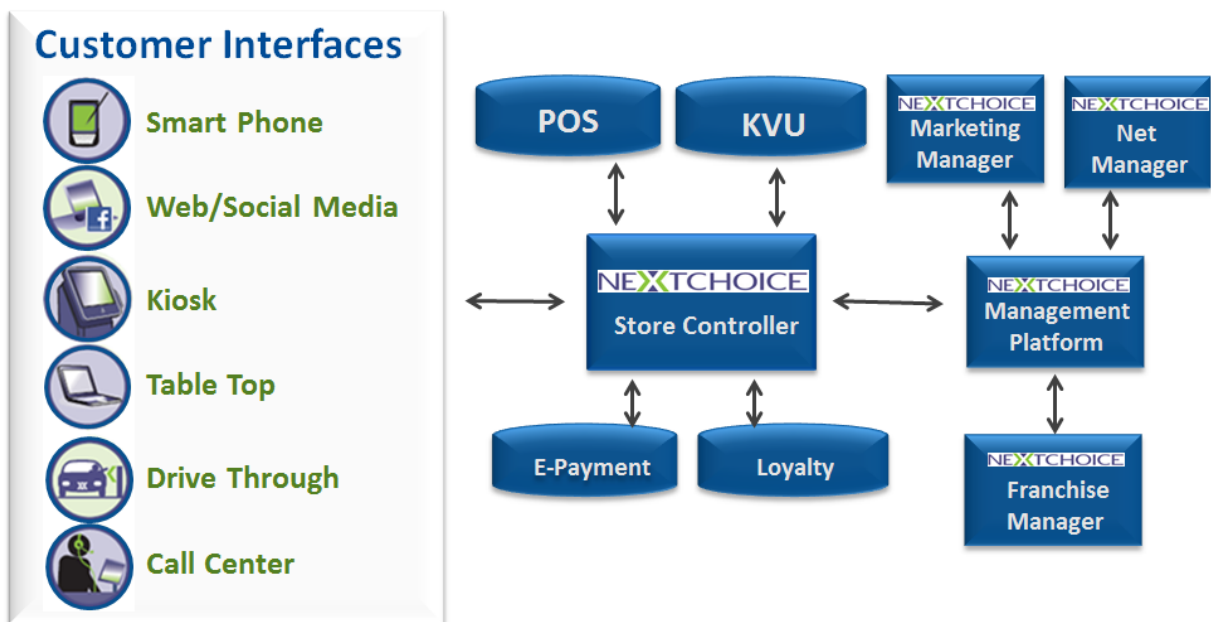 Customer Interfaces
Smart Phone
Web/Social Media
Kiosk
Table Top
Drive Through
Call Center
POS
KVU
NEXTCHOICE
Store Controller
E-Payment
Loyalty
NEXTCHOICE
Marketing
Manager
NEXTCHOICE
Net
Manager
NEXTCHOICE
Management
Platform
NEXTCHOICE
Franchise
Manager